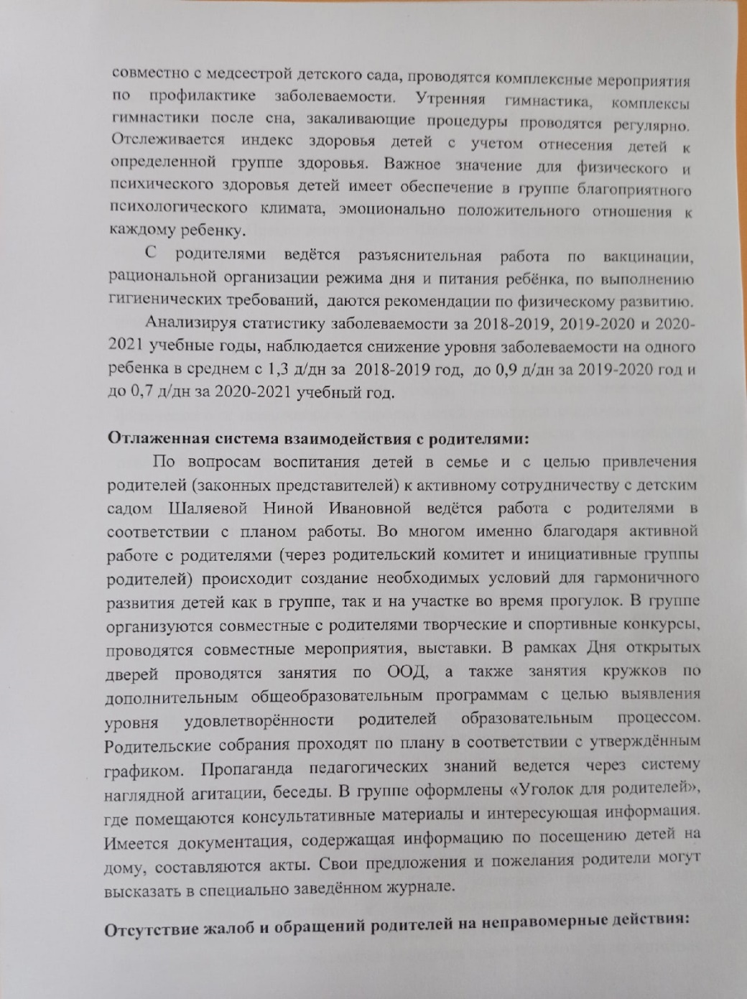 совместно с медсестрой детского сада, проводятся комплексные мероприятия
по профилактике заболеваемости. Утренняя гимнастика, комплексы
гимнастики после сна, закаливающие процедуры проводятся регулярно.
Отслеживается индекс здоровья детей с учетом отнесения детей к
определенной группе здоровья. Важное значение для физического и
психического здоровья детей имеет обеспечение в группе благоприятного
психологического климата, эмоционально положительного отношения к
каждому ребенку.
С родителями ведётся разъяснительная работа по вакцинации,
рациональной организации режима дня и питания ребёнка, по выполнению
гигиенических требований, даются рекомендации по физическому развитию.
Анализируя статистику заболеваемости за 2018-2019, 2019-2020 и 2020-
2021 учебные годы, наблюдается снижение уровня заболеваемости на одного
ребенка в среднем с 1,3 д/дн за 2018-2019 год, до 0,9 д/дн за 2019-2020 год и
до 0,7 д/дн за 2020-2021 учебный год.
Отлаженная система взаимодействия с родителями:
По вопросам воспитания детей в семье и с целью привлечения
родителей (законных представителей) к активному сотрудничеству с детским
садом Шаляевой Ниной Ивановной ведётся работа с родителями в
соответствии с планом работы. Во многом именно благодаря активной
работе с родителями (через родительский комитет и инициативные группы
родителей) происходит создание необходимых условий для гармоничного
развития детей как в группе, так и на участке во время прогулок. В группе
организуются совместные с родителями творческие и спортивные конкурсы,
проводятся совместные мероприятия, выставки. В рамках Дня открытых
дверей проводятся занятия по ООД, а также занятия кружков по
дополнительным общеобразовательным программам с целью выявления
уровня удовлетворённости родителей образовательным процессом.
Родительские собрания проходят по плану в соответствии с утверждённым
графиком. Пропаганда педагогических знаний ведется через систему
наглядной агитации, беседы. В группе оформлены «Уголок для родителей»,
где помещаются консультативные материалы и интересующая информация.
Имеется документация, содержащая информацию по посещению детей на
дому, составляются акты. Свои предложения и пожелания родители могут
высказать в специально заведённом журнале.
Отсутствие жалоб и обращений родителей на неправомерные действия: